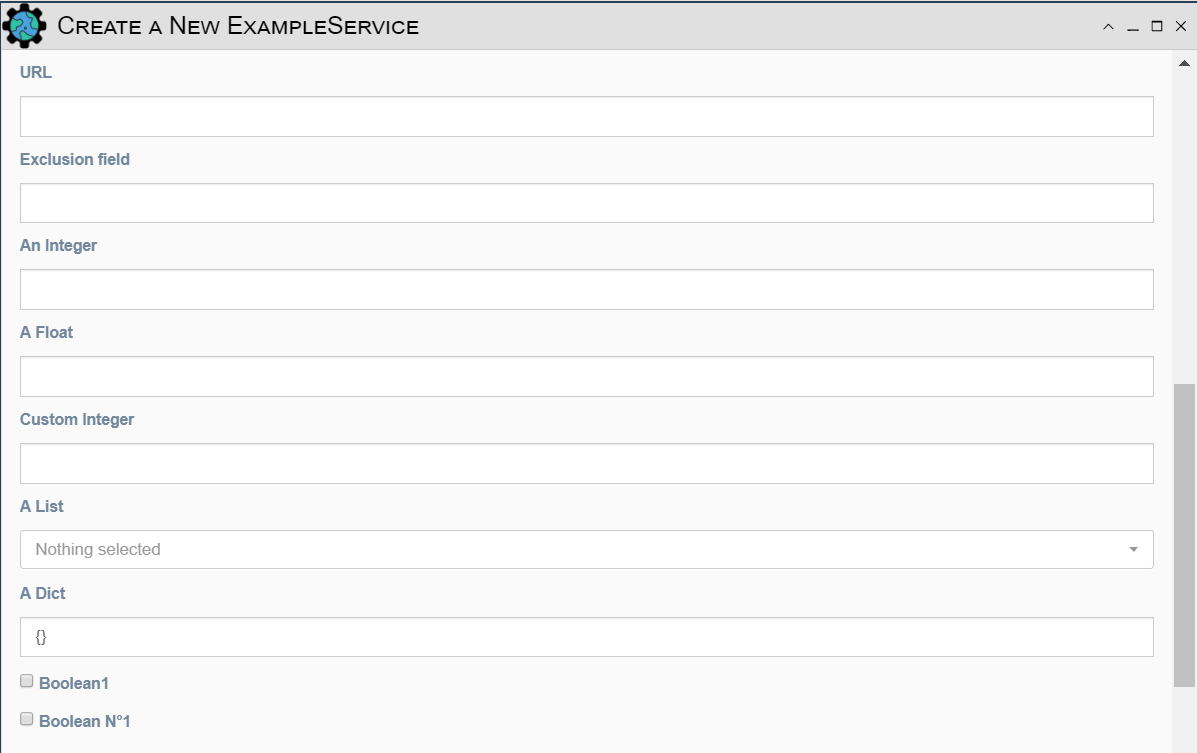 Create a New ExampleService
URL
Exclusion field
An Integer
A Float
Custom Integer
A List
Nothing selected
A Dict
{}
Boolean1
Boolean N°1